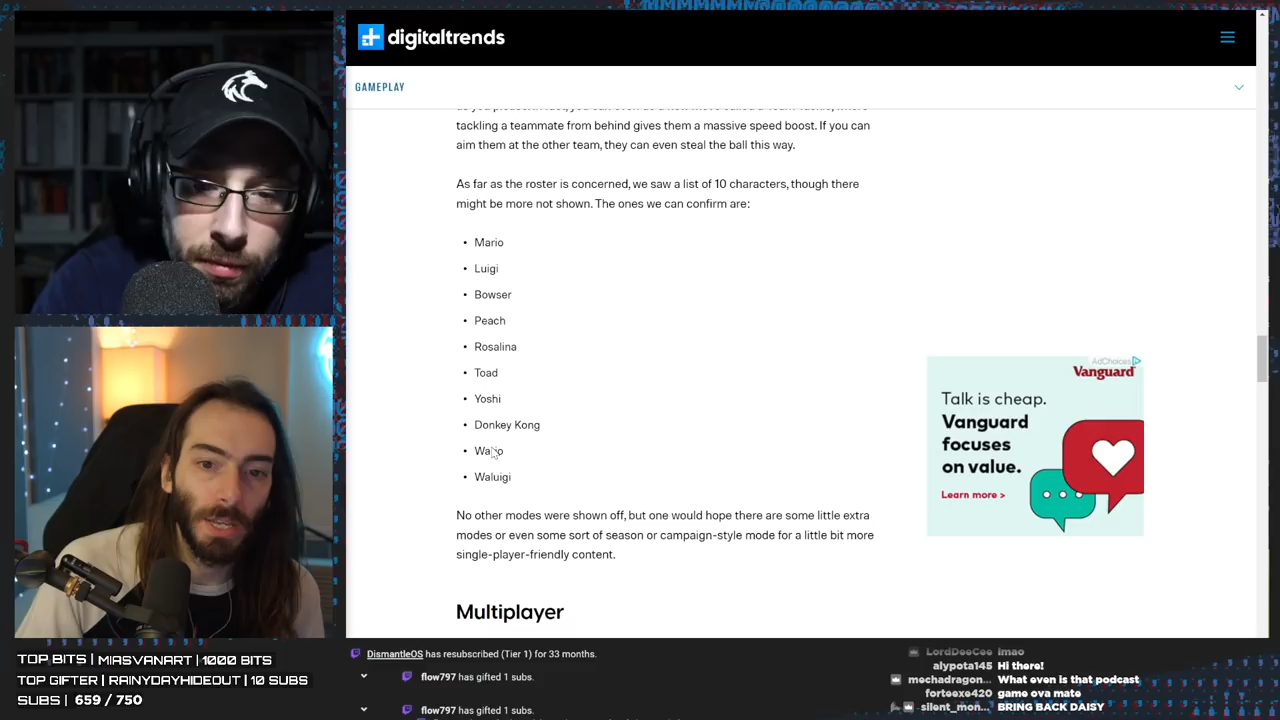 digitaltrends
GAMEPLAY
tackling a teammate from behind gives them a massive speed boost. If you can
aim them at the other team, they can even steal the ball this way.
As far as the roster is concerned, we saw a list of 10 characters, though there
might be more not shown. The ones we can confirm are:
• Mario
• Luigi
• Bowser
• Peach
• Rosalina
• Toad
• Yoshi
• Donkey Kong
• Wario
• Waluigi
No other modes were shown off, but one would hope there are some little extra
modes or even some sort of season or campaign-style mode for a little bit more
single-player-friendly content.
Multiplayer
AdChoices
Vanguard
Talk is cheap.
Vanguard
focuses
on value.
Learn more >
TOP BITS | MIASVANART | 1000 BITS
TOP GIFTER | RAINYDAYHIDEOUT | 10 SUBS
SUBS | 659 / 750
DismantleOS has resubscribed (Tier 1) for 33 months.
flow797 has gifted 1 subs.
flow797 has gifted 1 subs.
LordDeeCee lmao
alypota145 Hi there!
mechadragon... What even is that podcast
forteexe420 game ova mate
silent_mon... BRING BACK DAISY